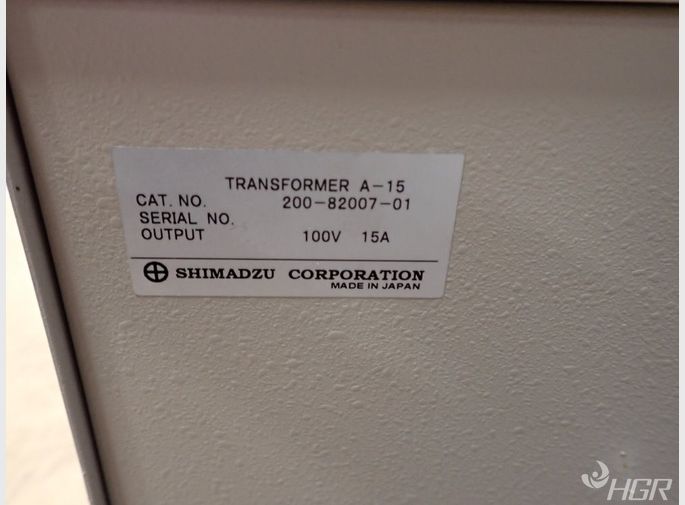 TRANSFORMER A-15
CAT. NO. 200-82007-01
SERIAL NO.
OUTPUT 100V 15A
SHIMADZU CORPORATION
MADE IN JAPAN
HGR